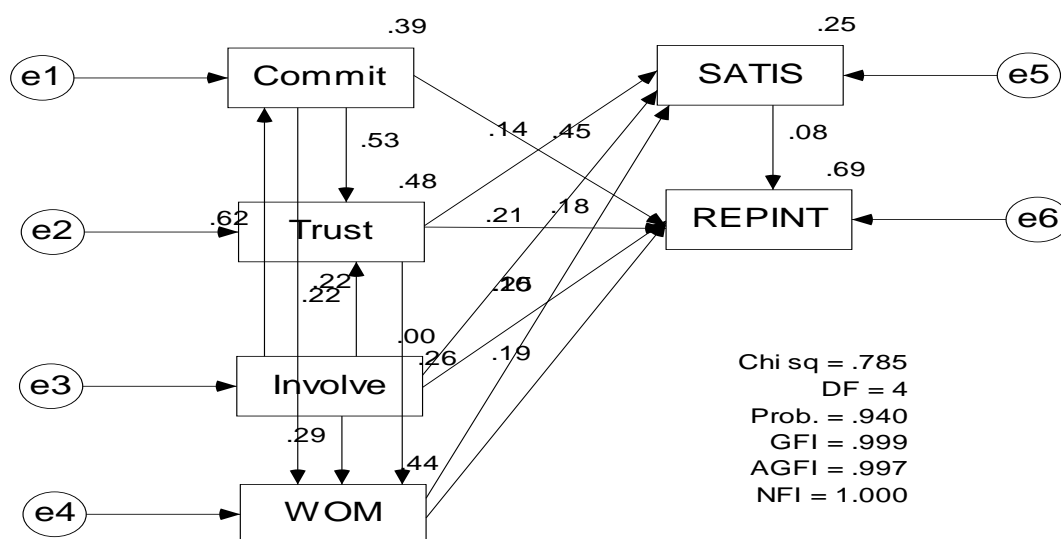 .39
.25
e1
Commit
SATIS
e5
.14
.45
.08
.53
.48
.69
e2
.62
Trust
.21
.18
REPINT
e6
.22
.22
.00
.26
.19
e3
Involve
Chi sq = .785
DF = 4
Prob. = .940
GFI = .999
AGFI = .997
NFI = 1.000
.29
.44
e4
WOM